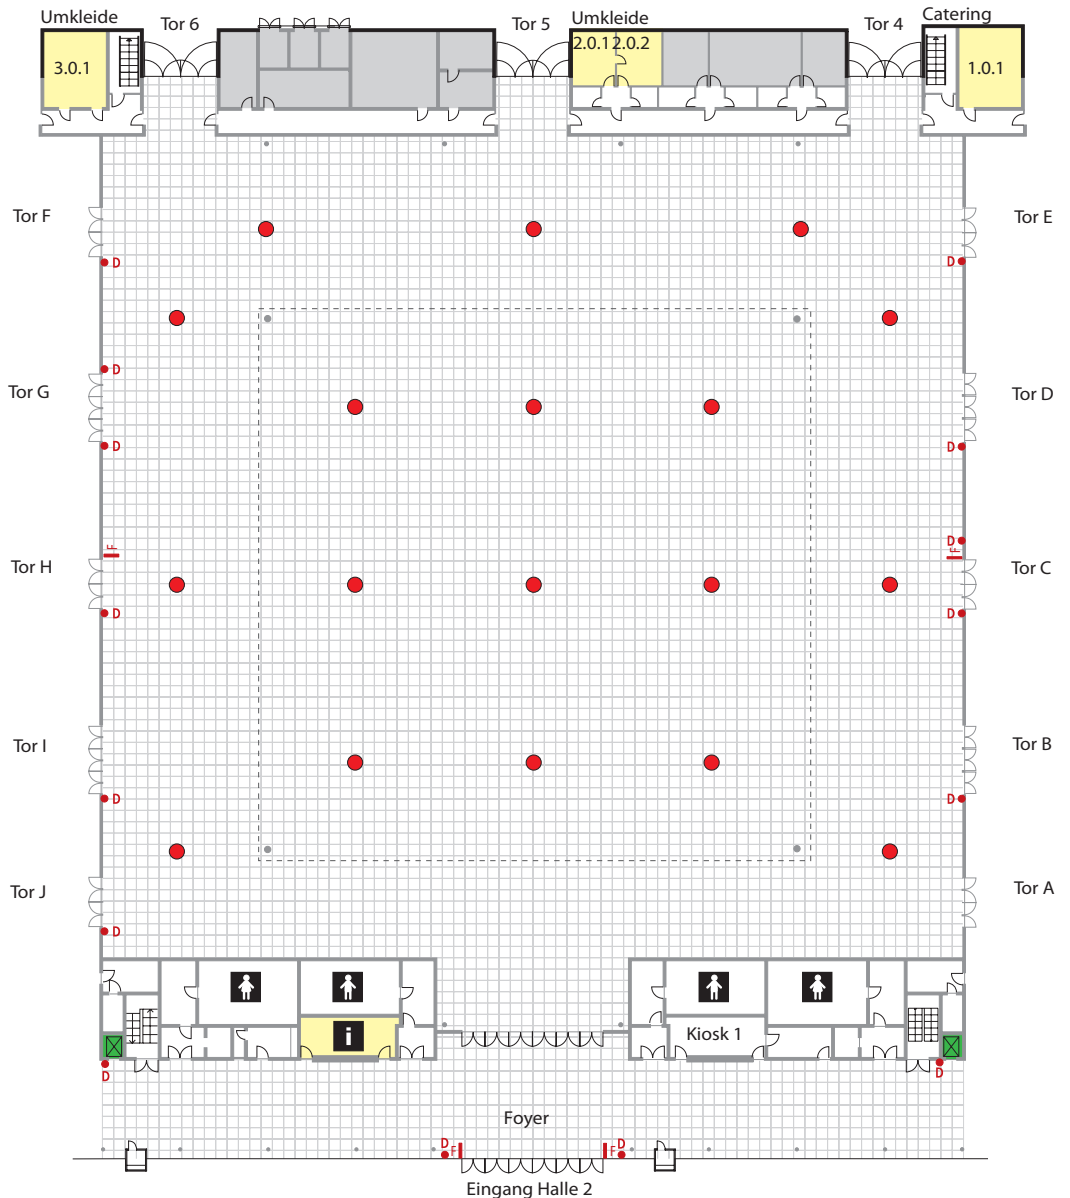 Umkleide
Tor 6
Tor 5
Umkleide
Tor 4
Catering
3.0.1
2.0.1 2.0.2
1.0.1
Tor F
Tor E
D
D
D
Tor G
Tor D
D
D
D
F
F
Tor H
Tor C
D
D
Tor I
Tor B
D
D
Tor J
Tor A
D
i
Kiosk 1
D
D
Foyer
D
F
F
D
Eingang Halle 2